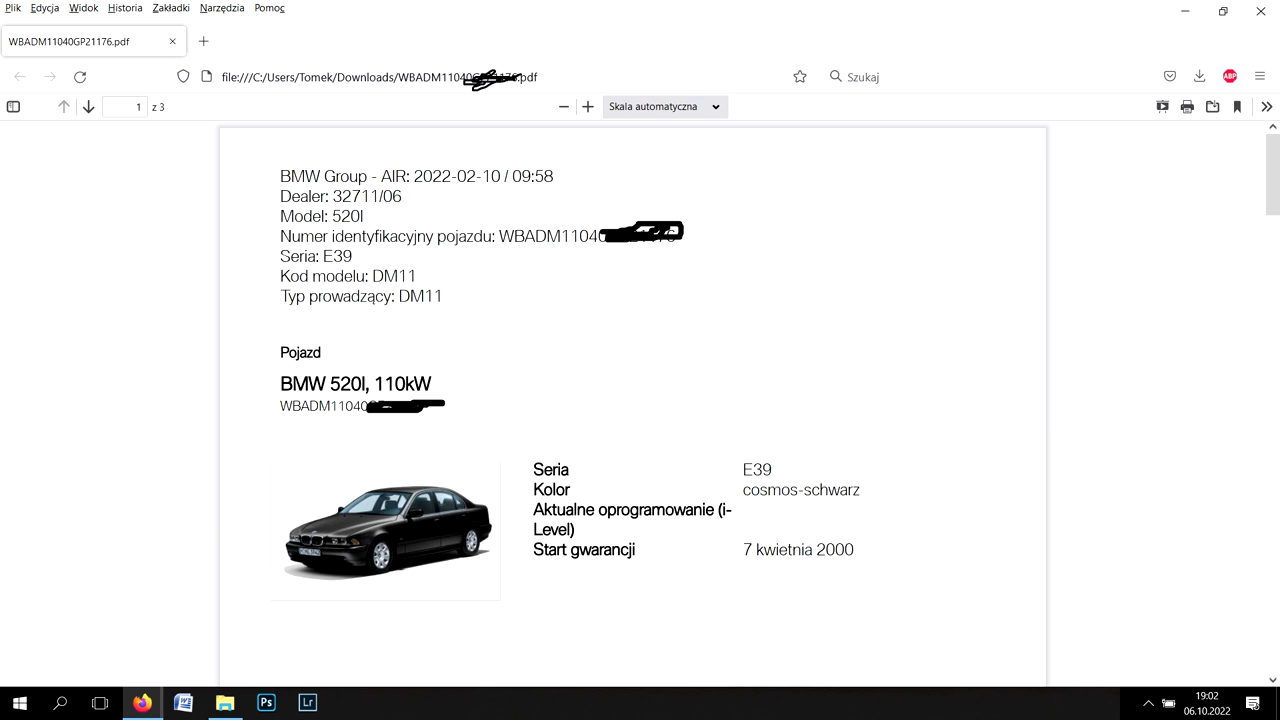 Plik Edycja Widok Historia Zakładki Narzędzia Pomoc
WBADM11040GP21176.pdf
file:///C:/Users/Tomek/Downloads/WBADM11040 .pdf
Szukaj
ABP
1 z 3
Skala automatyczna
BMW Group - AIR: 2022-02-10 / 09:58
Dealer: 32711/06
Model: 520I
Numer identyfikacyjny pojazdu: WBADM11040
Seria: E39
Kod modelu: DM11
Typ prowadzący: DM11
Pojazd
BMW 520I, 110kW
WBADM11040
Seria E39
Kolor cosmos-schwarz
Aktualne oprogramowanie (i-
Level)
Start gwarancji 7 kwietnia 2000
Ps
Lr
19:02
06.10.2022